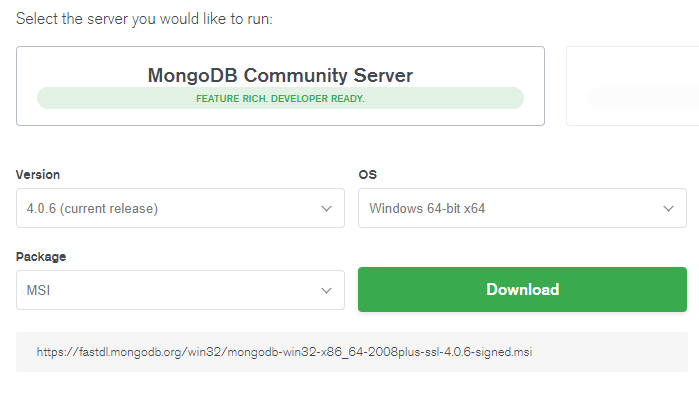 Select the server you would like to run:
MongoDB Community Server
FEATURE RICH. DEVELOPER READY.
Version
OS
4.0.6 (current release)
Windows 64-bit x64
Package
MSI
Download
https://fastdl.mongodb.org/win32/mongodb-win32-x86_64-2008plus-ssl-4.0.6-signed.msi